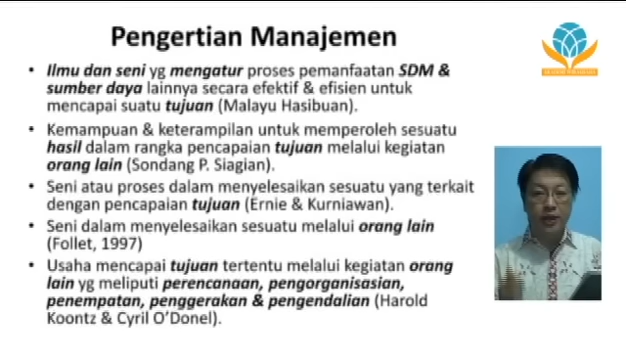 Pengertian Manajemen
• Ilmu dan seni yg mengatur proses pemanfaatan SDM &
sumber daya lainnya secara efektif & efisien untuk
mencapai suatu tujuan (Malayu Hasibuan).
• Kemampuan & keterampilan untuk memperoleh sesuatu
hasil dalam rangka pencapaian tujuan melalui kegiatan
orang lain (Sondang P. Siagian).
• Seni atau proses dalam menyelesaikan sesuatu yang terkait
dengan pencapaian tujuan (Ernie & Kurniawan).
• Seni dalam menyelesaikan sesuatu melalui orang lain
(Follet, 1997)
• Usaha mencapai tujuan tertentu melalui kegiatan orang
lain yg meliputi perencanaan, pengorganisasian,
penempatan, penggerakan & pengendalian (Harold
Koontz & Cyril O’Donel).